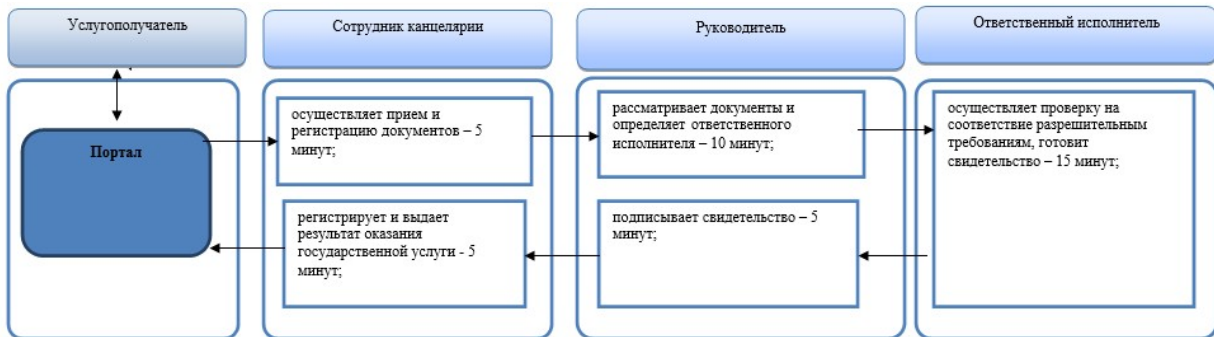 Услугополучатель
Сотрудник канцелярии
Руководитель
Ответственный исполнитель
Портал
осуществляет прием и
регистрацию документов – 5
минут;
рассматривает документы и
определяет ответственного
исполнителя – 10 минут;
осуществляет проверку на
соответствие разрешительным
требованиям, готовит
свидетельство – 15 минут;
регистрирует и выдает
результат оказания
государственной услуги - 5
минут;
подписывает свидетельство – 5
минут;